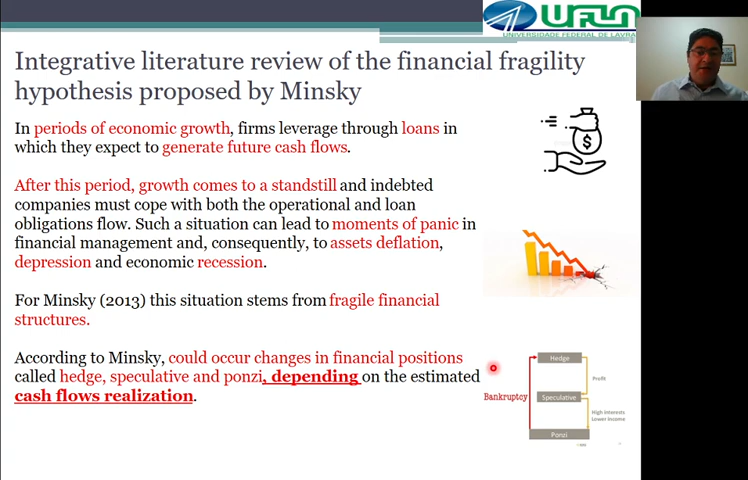 UFLA
UNIVERSIDADE FEDERAL DE LAVRA
Integrative literature review of the financial fragility
hypothesis proposed by Minsky
In periods of economic growth, firms leverage through loans in
which they expect to generate future cash flows.
After this period, growth comes to a standstill and indebted
companies must cope with both the operational and loan
obligations flow. Such a situation can lead to moments of panic in
financial management and, consequently, to assets deflation,
depression and economic recession.
For Minsky (2013) this situation stems from fragile financial
structures.
According to Minsky, could occur changes in financial positions
called hedge, speculative and ponzi, depending on the estimated
cash flows realization.
$
Hedge
Profit
Bankruptcy
Speculative
High Interests
Lower Income
Ponzi